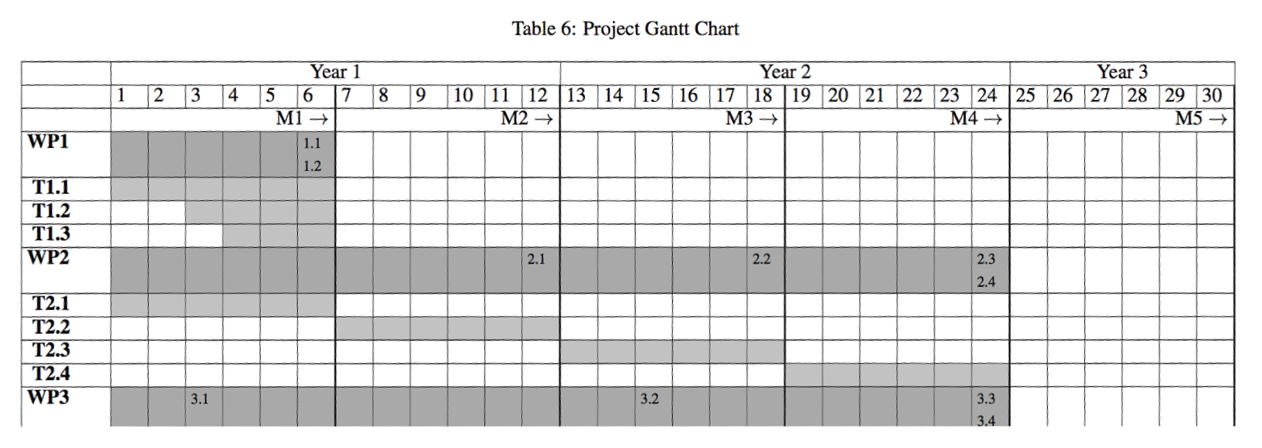 Table 6: Project Gantt Chart
Year 1 Year 2 Year 3
1 2 3 4 5 6 7 8 9 10 11 12 13 14 15 16 17 18 19 20 21 22 23 24 25 26 27 28 29 30
M1 → M2 → M3 → M4 → M5 →
WP1 1.1
1.2
T1.1
T1.2
T1.3
WP2 2.1 2.2 2.3
2.4
T2.1
T2.2
T2.3
T2.4
WP3 3.1 3.2 3.3
3.4